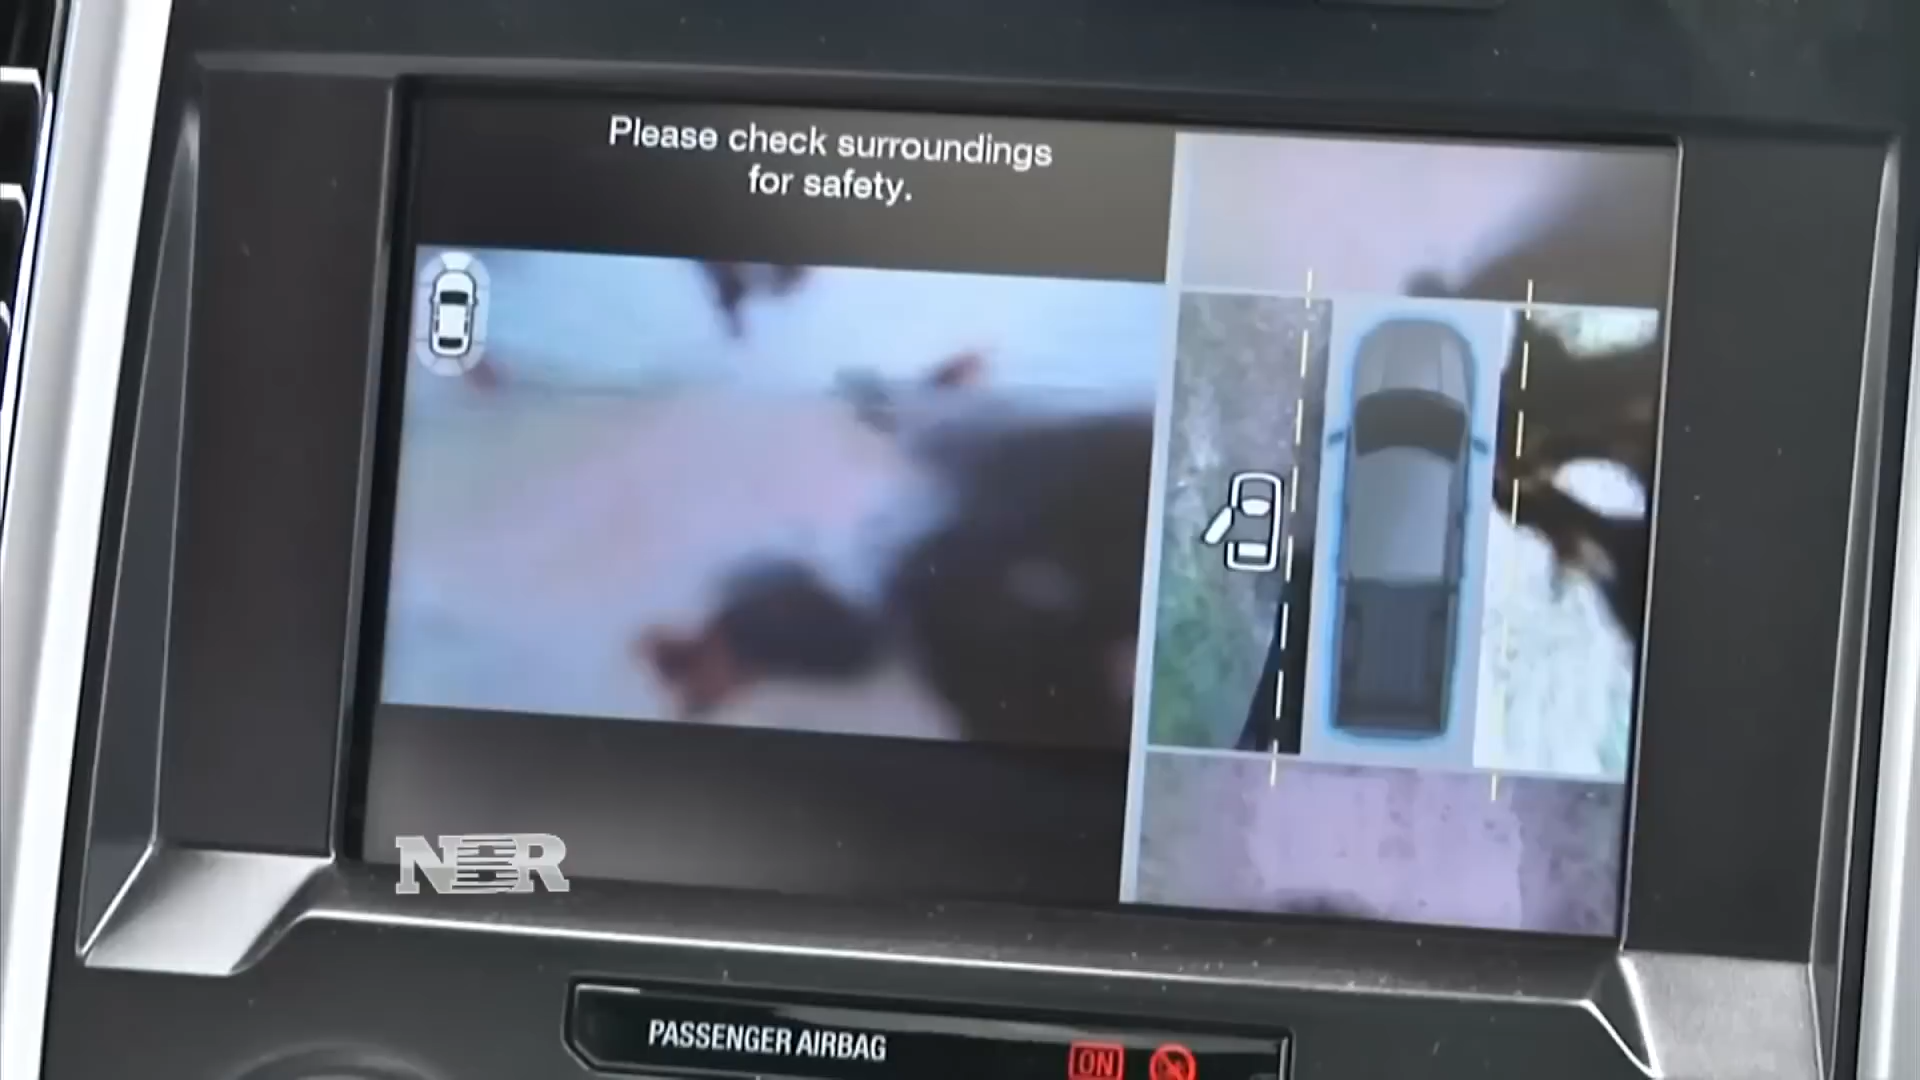 Please check surroundings
for safety.
NBR
PASSENGER AIRBAG
ON